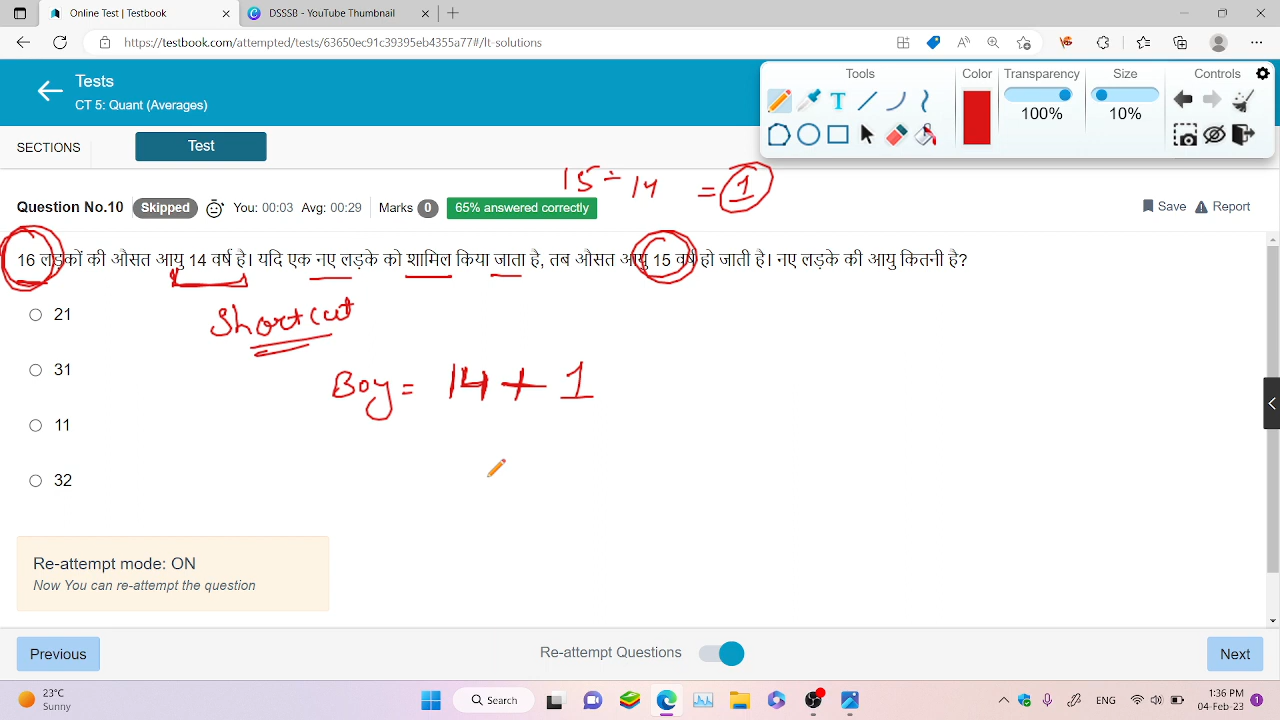 Online Test | Testbook
DSSSB - YouTube Thumbnail
https://testbook.com/attempted/tests/63650ec91c39395eb4355a77#/lt-solutions
Tests
CT 5: Quant (Averages)
Tools
Color
Transparency
Size
Controls
100%
10%
SECTIONS
Test
15 - 14 = 1
Question No.10
Skipped
You: 00:03 Avg: 00:29
Marks 0
65% answered correctly
Save
Report
16 लड़कों की औसत आयु 14 वर्ष है। यदि एक नए लड़के को शामिल किया जाता है, तब औसत आयु 15 वर्ष हो जाती है। नए लड़के की आयु कितनी है?
21
Shortcut
31
Boy = 14 + 1
11
32
Re-attempt mode: ON
Now You can re-attempt the question
Previous
Re-attempt Questions
Next
23°C
Sunny
Search
ENG
1:36 PM
04-Feb-23
1